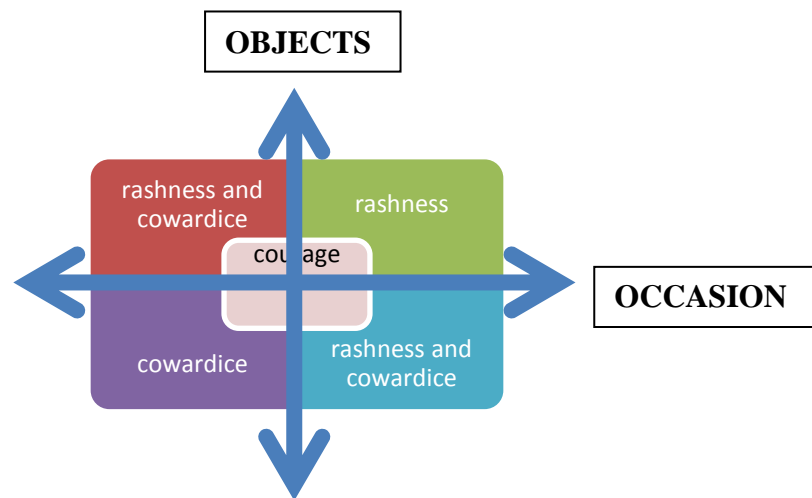 OBJECTS
rashness and
cowardice
rashness
courage
OCCASION
cowardice
rashness and
cowardice